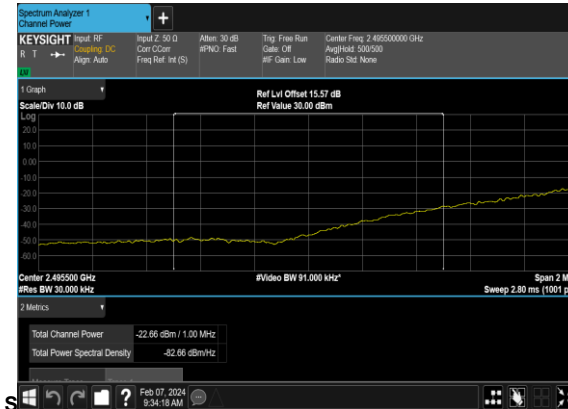 Spectrum Analyzer 1
Channel Power
KEYSIGHT Input: RF Input Z: 50 Ω Atten: 30 dB Trig: Free Run Center Freq: 2.495500000 GHz
R T Coupling: DC Corr CCorr #PNO: Fast Gate: Off Avg|Hold: 500/500
Align: Auto Freq Ref: Int (S) #IF Gain: Low Radio Std: None
LXI
1 Graph
Ref Lvl Offset 15.57 dB
Scale/Div 10.0 dB Ref Value 30.00 dBm
Log
20.0
10.0
0.00
-10.0
-20.0
-30.0
-40.0
-50.0
-60.0
Center 2.495500 GHz #Video BW 91.000 kHz* Span 2 M
#Res BW 30.000 kHz Sweep 2.80 ms (1001 p
2 Metrics
Total Channel Power -22.66 dBm / 1.00 MHz
Total Power Spectral Density -82.66 dBm/Hz
S
? Feb 07, 2024
9:34:18 AM